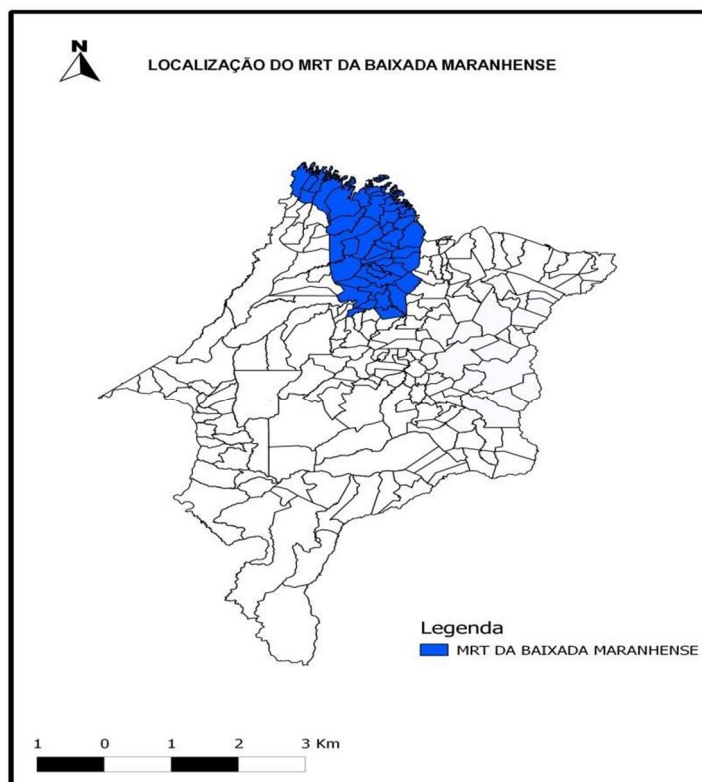 N
LOCALIZAÇÃO DO MRT DA BAIXADA MARANHENSE
Legenda
MRT DA BAIXADA MARANHENSE
1 0 1 2 3 Km